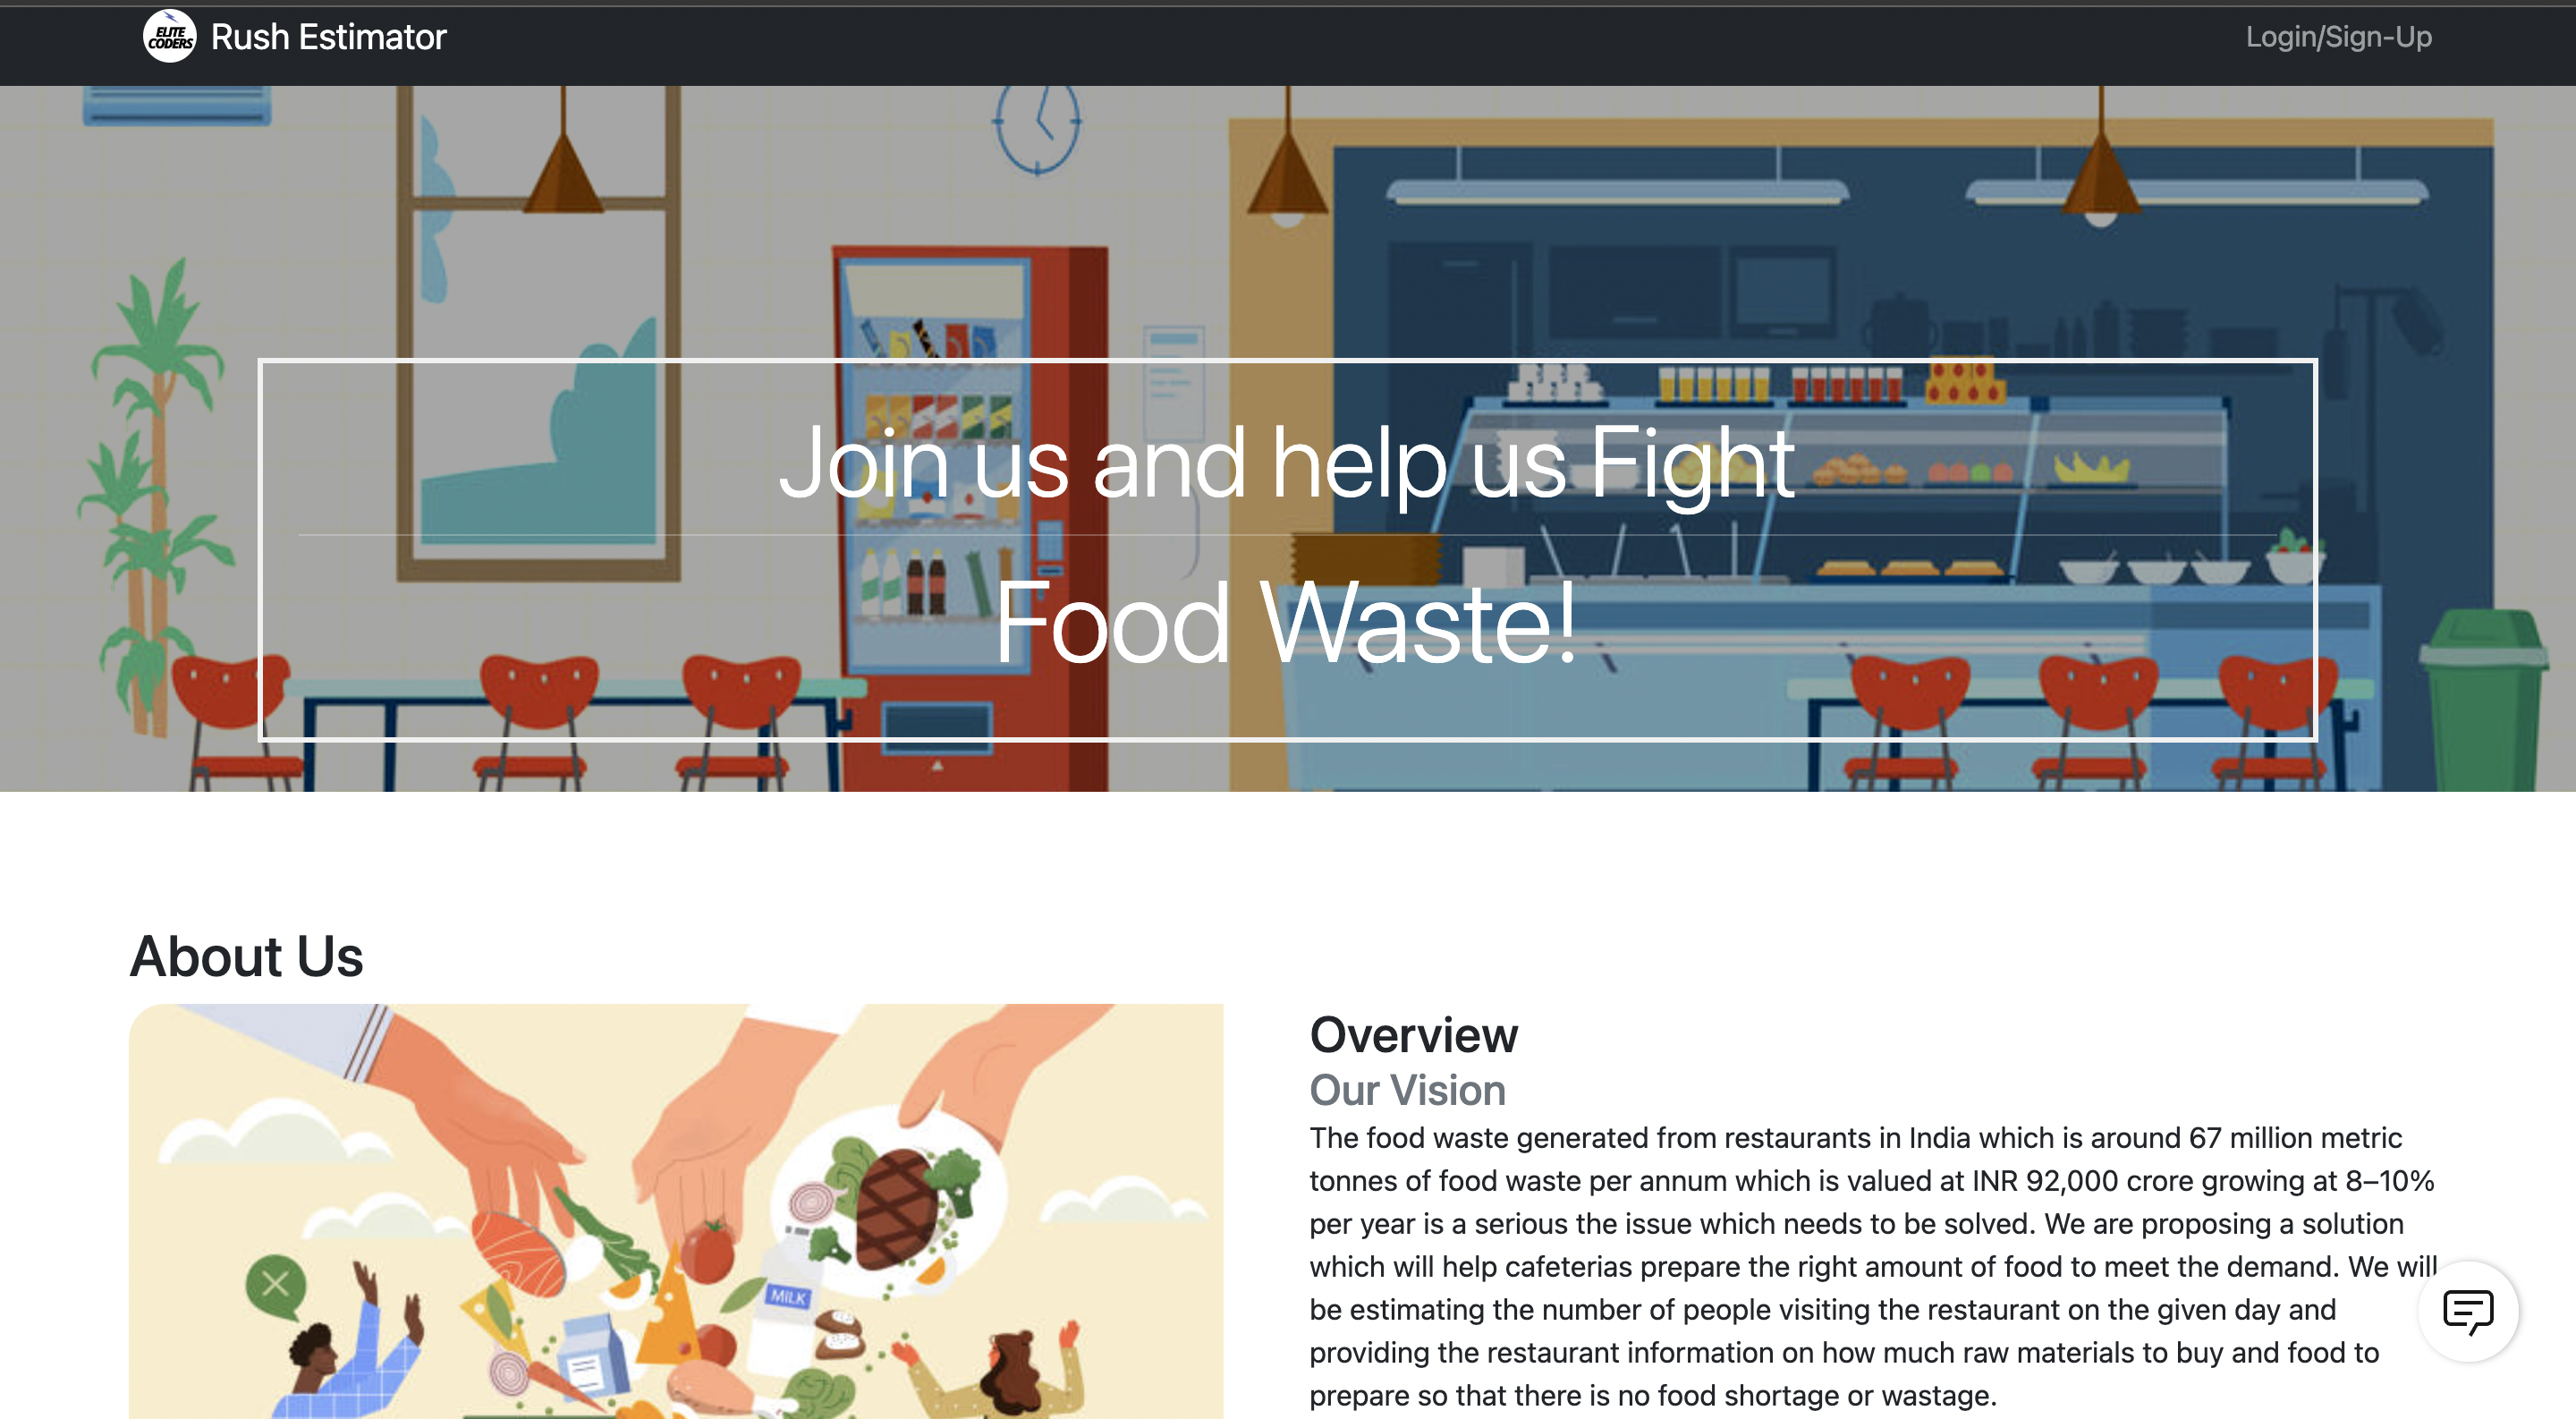 ELITE
CODERS
Rush Estimator
Login/Sign-Up
Join us and help us Fight
Food Waste!
About Us
MILK
Overview
Our Vision
The food waste generated from restaurants in India which is around 67 million metric
tonnes of food waste per annum which is valued at INR 92,000 crore growing at 8–10%
per year is a serious the issue which needs to be solved. We are proposing a solution
which will help cafeterias prepare the right amount of food to meet the demand. We will
be estimating the number of people visiting the restaurant on the given day and
providing the restaurant information on how much raw materials to buy and food to
prepare so that there is no food shortage or wastage.